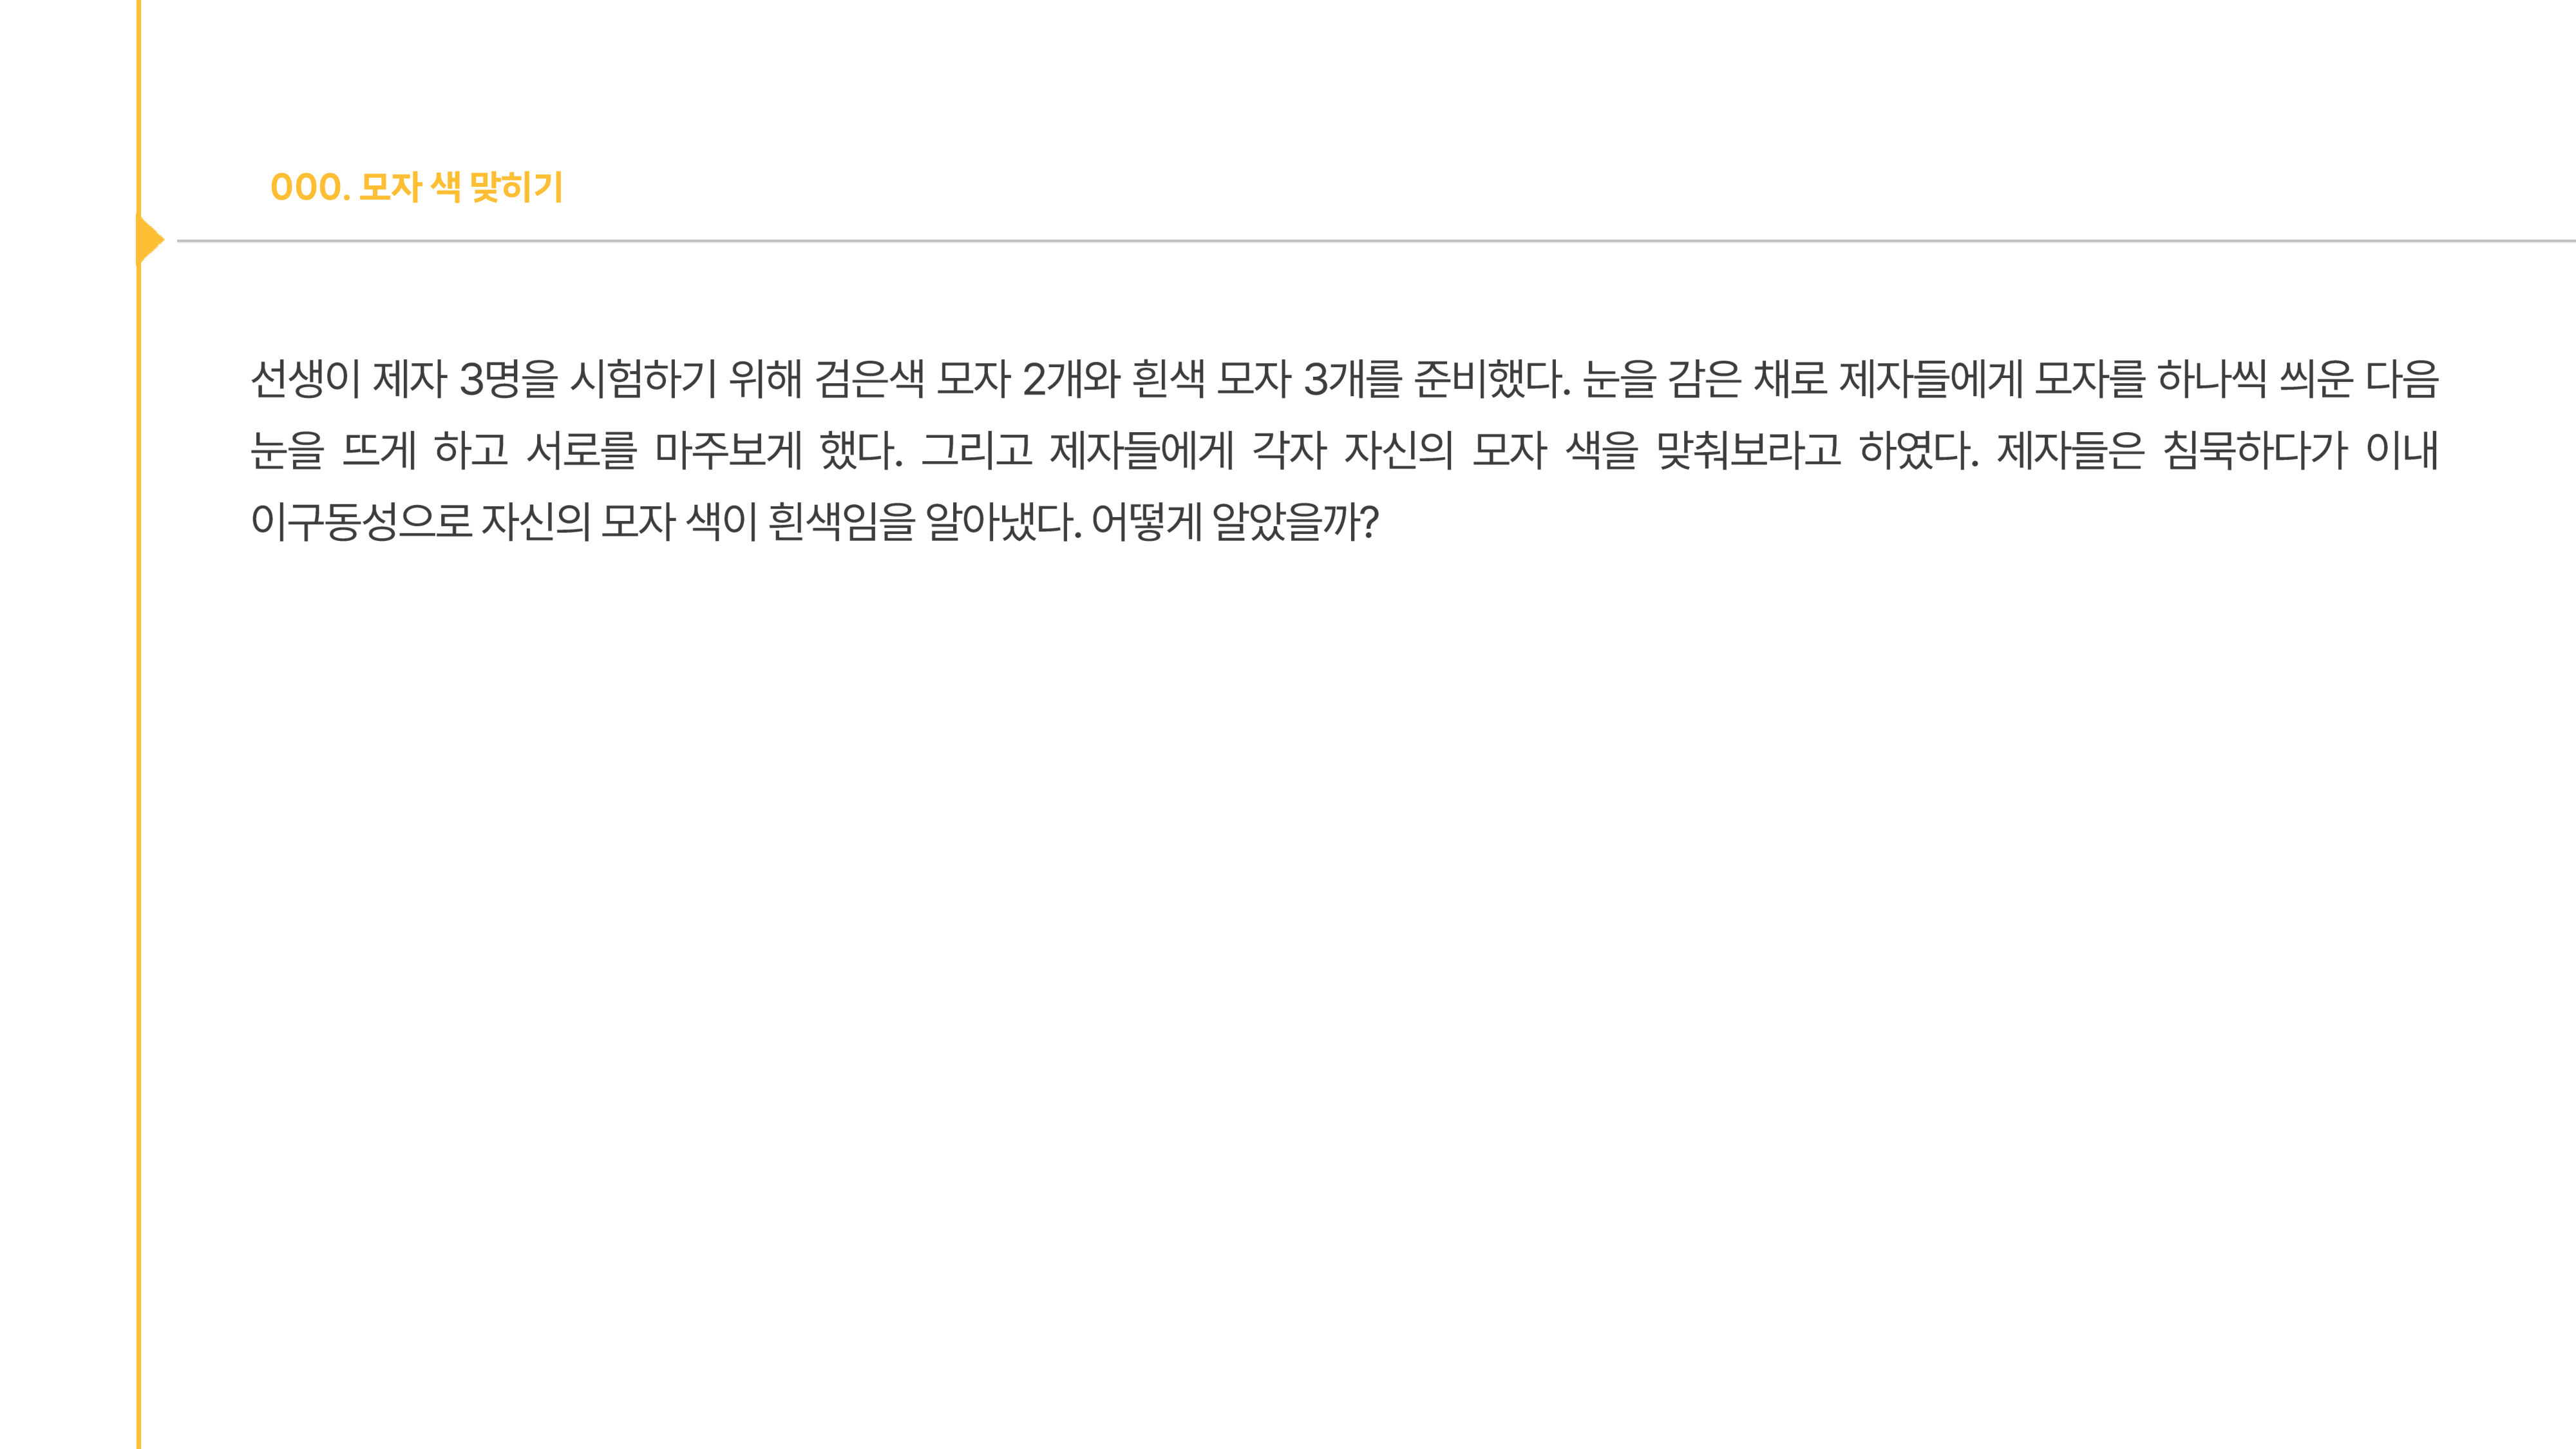 000. 모자 색 맞히기
선생이 제자 3명을 시험하기 위해 검은색 모자 2개와 흰색 모자 3개를 준비했다. 눈을 감은 채로 제자들에게 모자를 하나씩 씌운 다음
눈을 뜨게 하고 서로를 마주보게 했다. 그리고 제자들에게 각자 자신의 모자 색을 맞춰보라고 하였다. 제자들은 침묵하다가 이내
이구동성으로 자신의 모자 색이 흰색임을 알아냈다. 어떻게 알았을까?